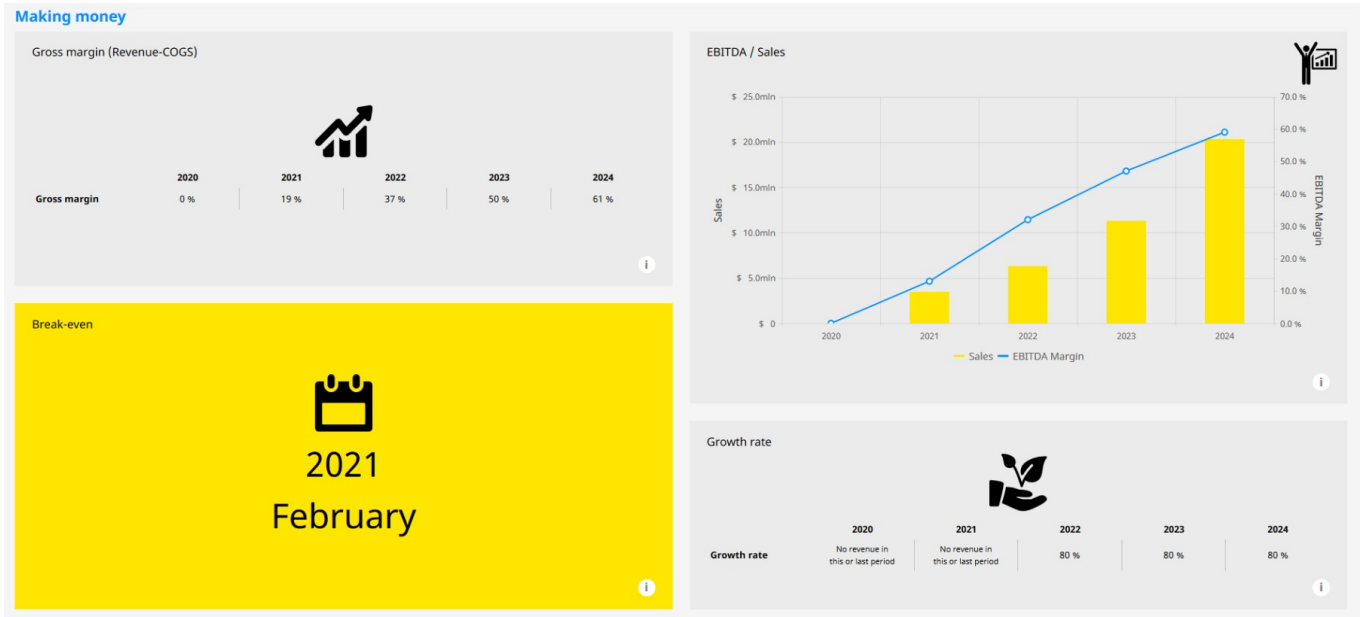 Making money
Gross margin (Revenue-COGS)
2020 2021 2022 2023 2024
Gross margin 0 % 19 % 37 % 50 % 61 %
i
Break-even
2021
February
i
EBITDA / Sales
$ 25.0mln
$ 20.0mln
$ 15.0mln
$ 10.0mln
$ 5.0mln
$ 0
Sales
70.0 %
60.0 %
50.0 %
40.0 %
30.0 %
20.0 %
10.0 %
0.0 %
EBITDA Margin
2020 2021 2022 2023 2024
Sales EBITDA Margin
i
Growth rate
2020 2021 2022 2023 2024
Growth rate No revenue in this or last period No revenue in this or last period 80 % 80 % 80 %
i